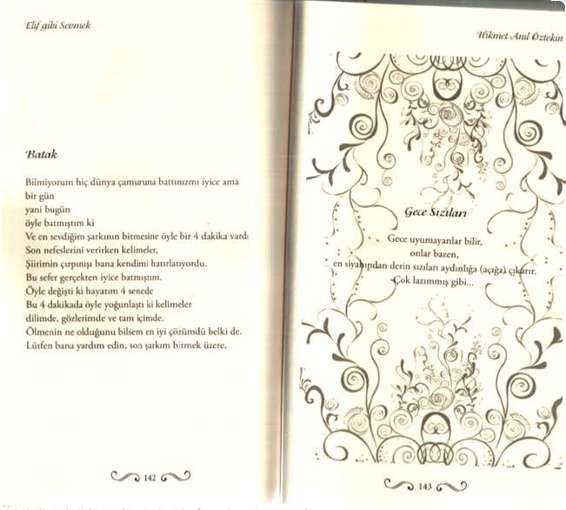 Elif gibi Sevmek
Batak
Bilmiyorum hiç dünya çamuruna battınızmı iyice ama
bir gün
yani bugün
öyle batmıştım ki
Ve en sevdiğim şarkının bitmesine öyle bir 4 dakika vardı
Son nefeslerini verirken kelimeler,
Şiirimin çırpınışı bana kendimi hatırlatıyordu.
Bu sefer gerçekten iyice batmıştım.
Öyle değişti ki hayatım 4 senede
Bu 4 dakikada öyle yoğunlaştı ki kelimeler
dilimde, gözlerimde ve tam içimde.
Ölmenin ne olduğunu bilsem en iyi çözümdü belki de.
Lütfen bana yardım edin, son şarkım bitmek üzere.
142
Hikmet Anıl Öztekin
Gece Sızıları
Gece uyumayanlar bilir,
onlar bazen,
en siyahından derin sızıları aydınlığa (açığa) çıkarır.
Çok lazımmış gibi...
143